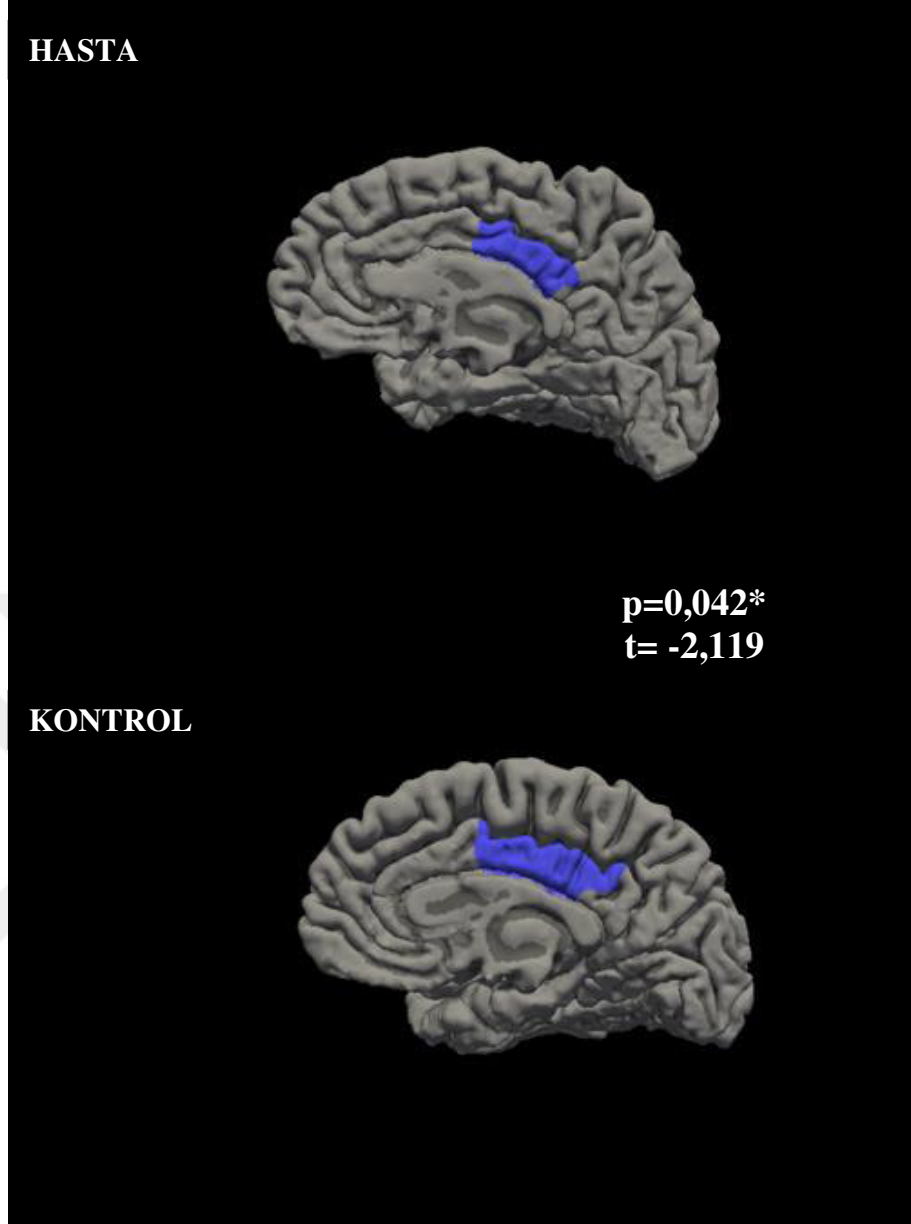 HASTA
p=0,042*
t= -2,119
KONTROL